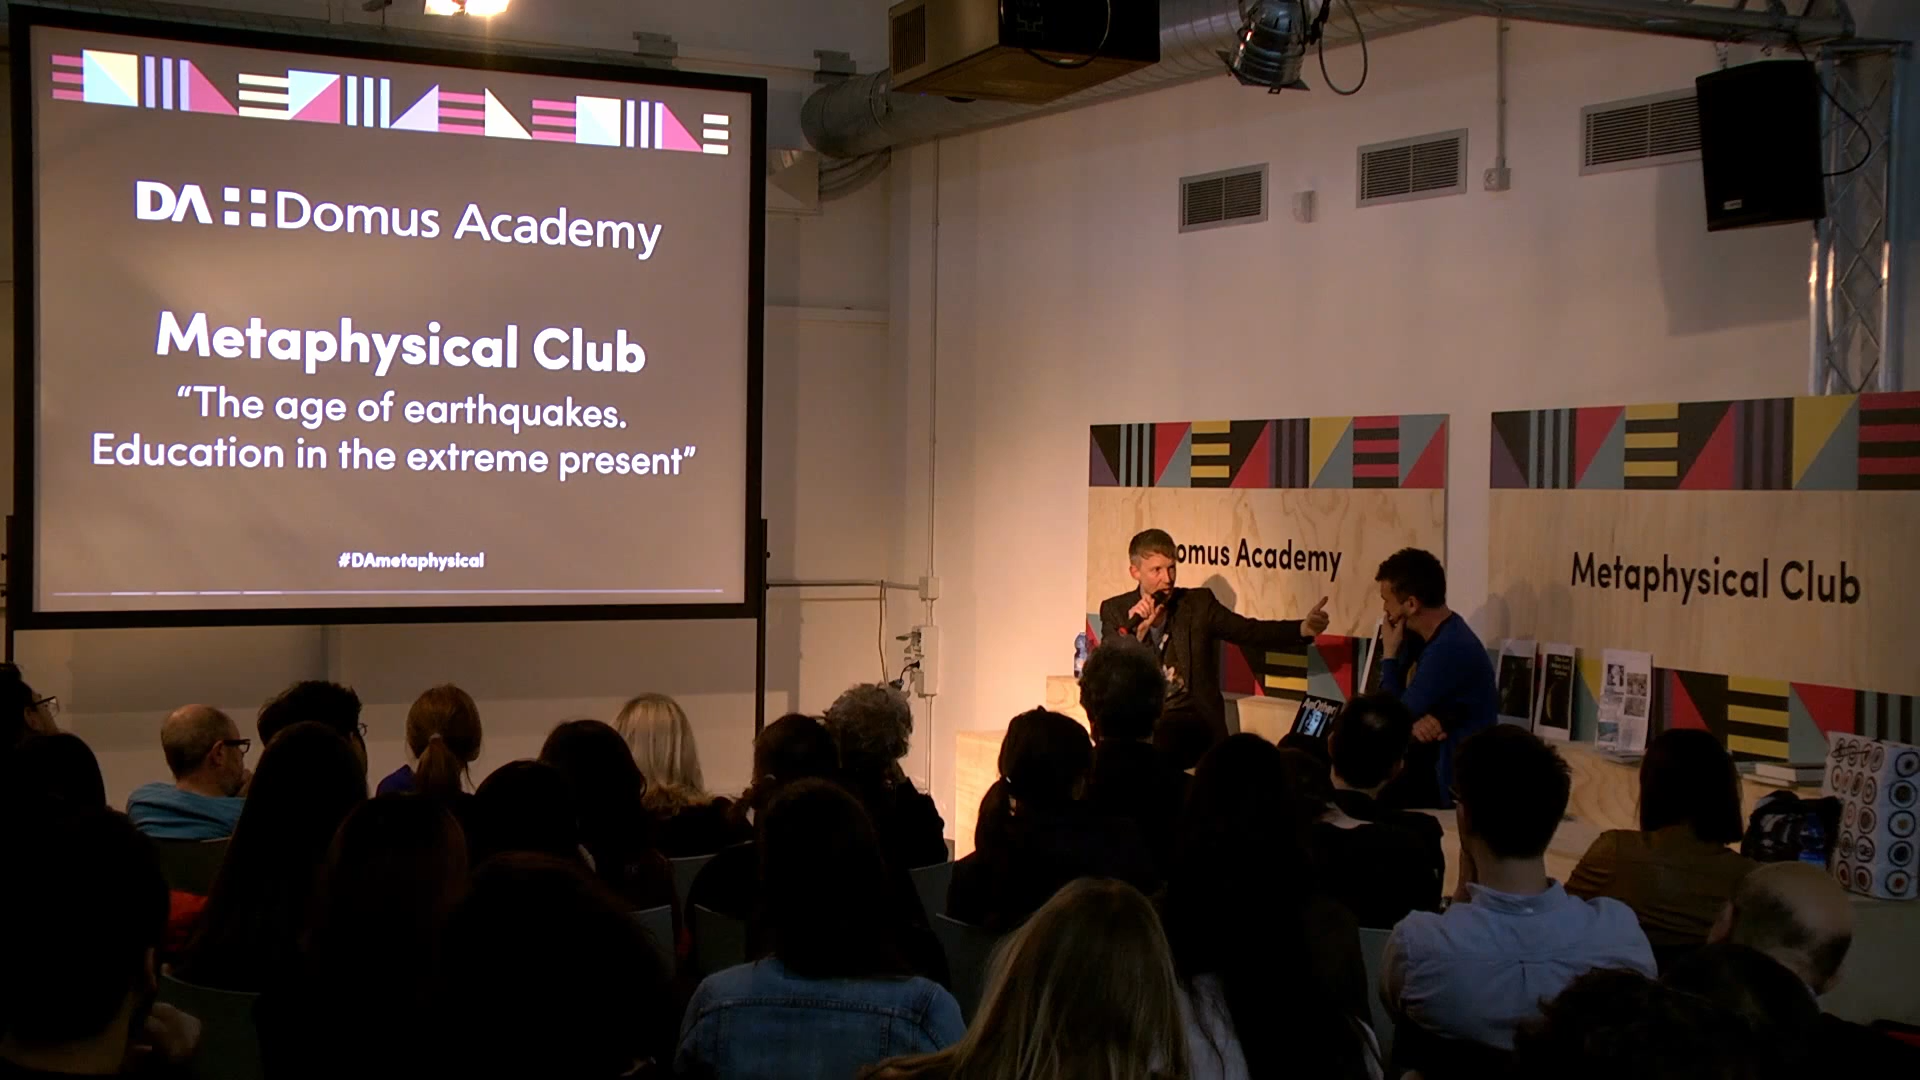 DA Domus Academy
Metaphysical Club
“The age of earthquakes.
Education in the extreme present”
#DAmetaphysical
omus Academy
Metaphysical Club
AnOther